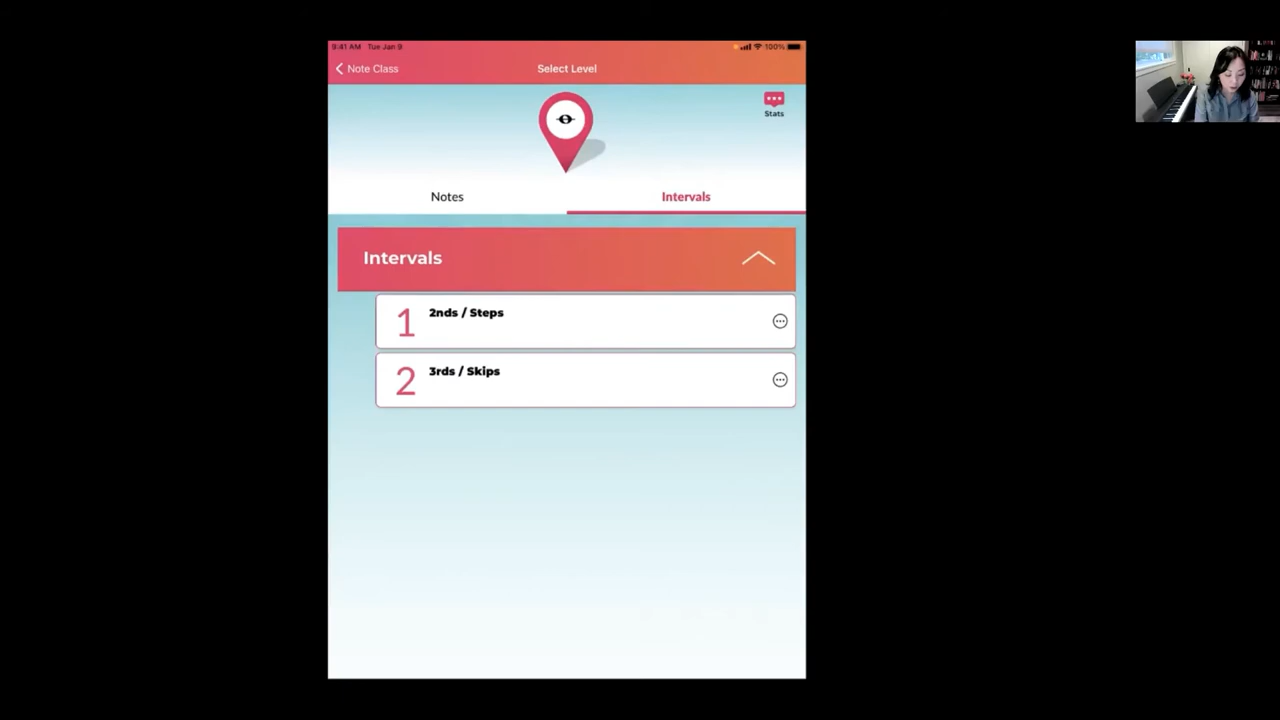 9:41 AM Tue Jan 9
100%
Note Class
Select Level
Stats
Notes
Intervals
Intervals
1
2nds / Steps
2
3rds / Skips